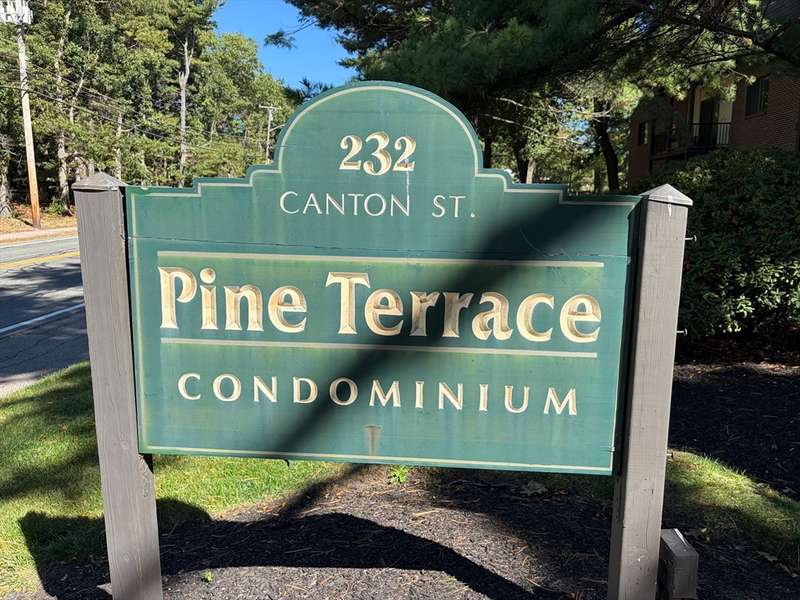 232
CANTON ST.
Pine Terrace
CONDOMINIUM